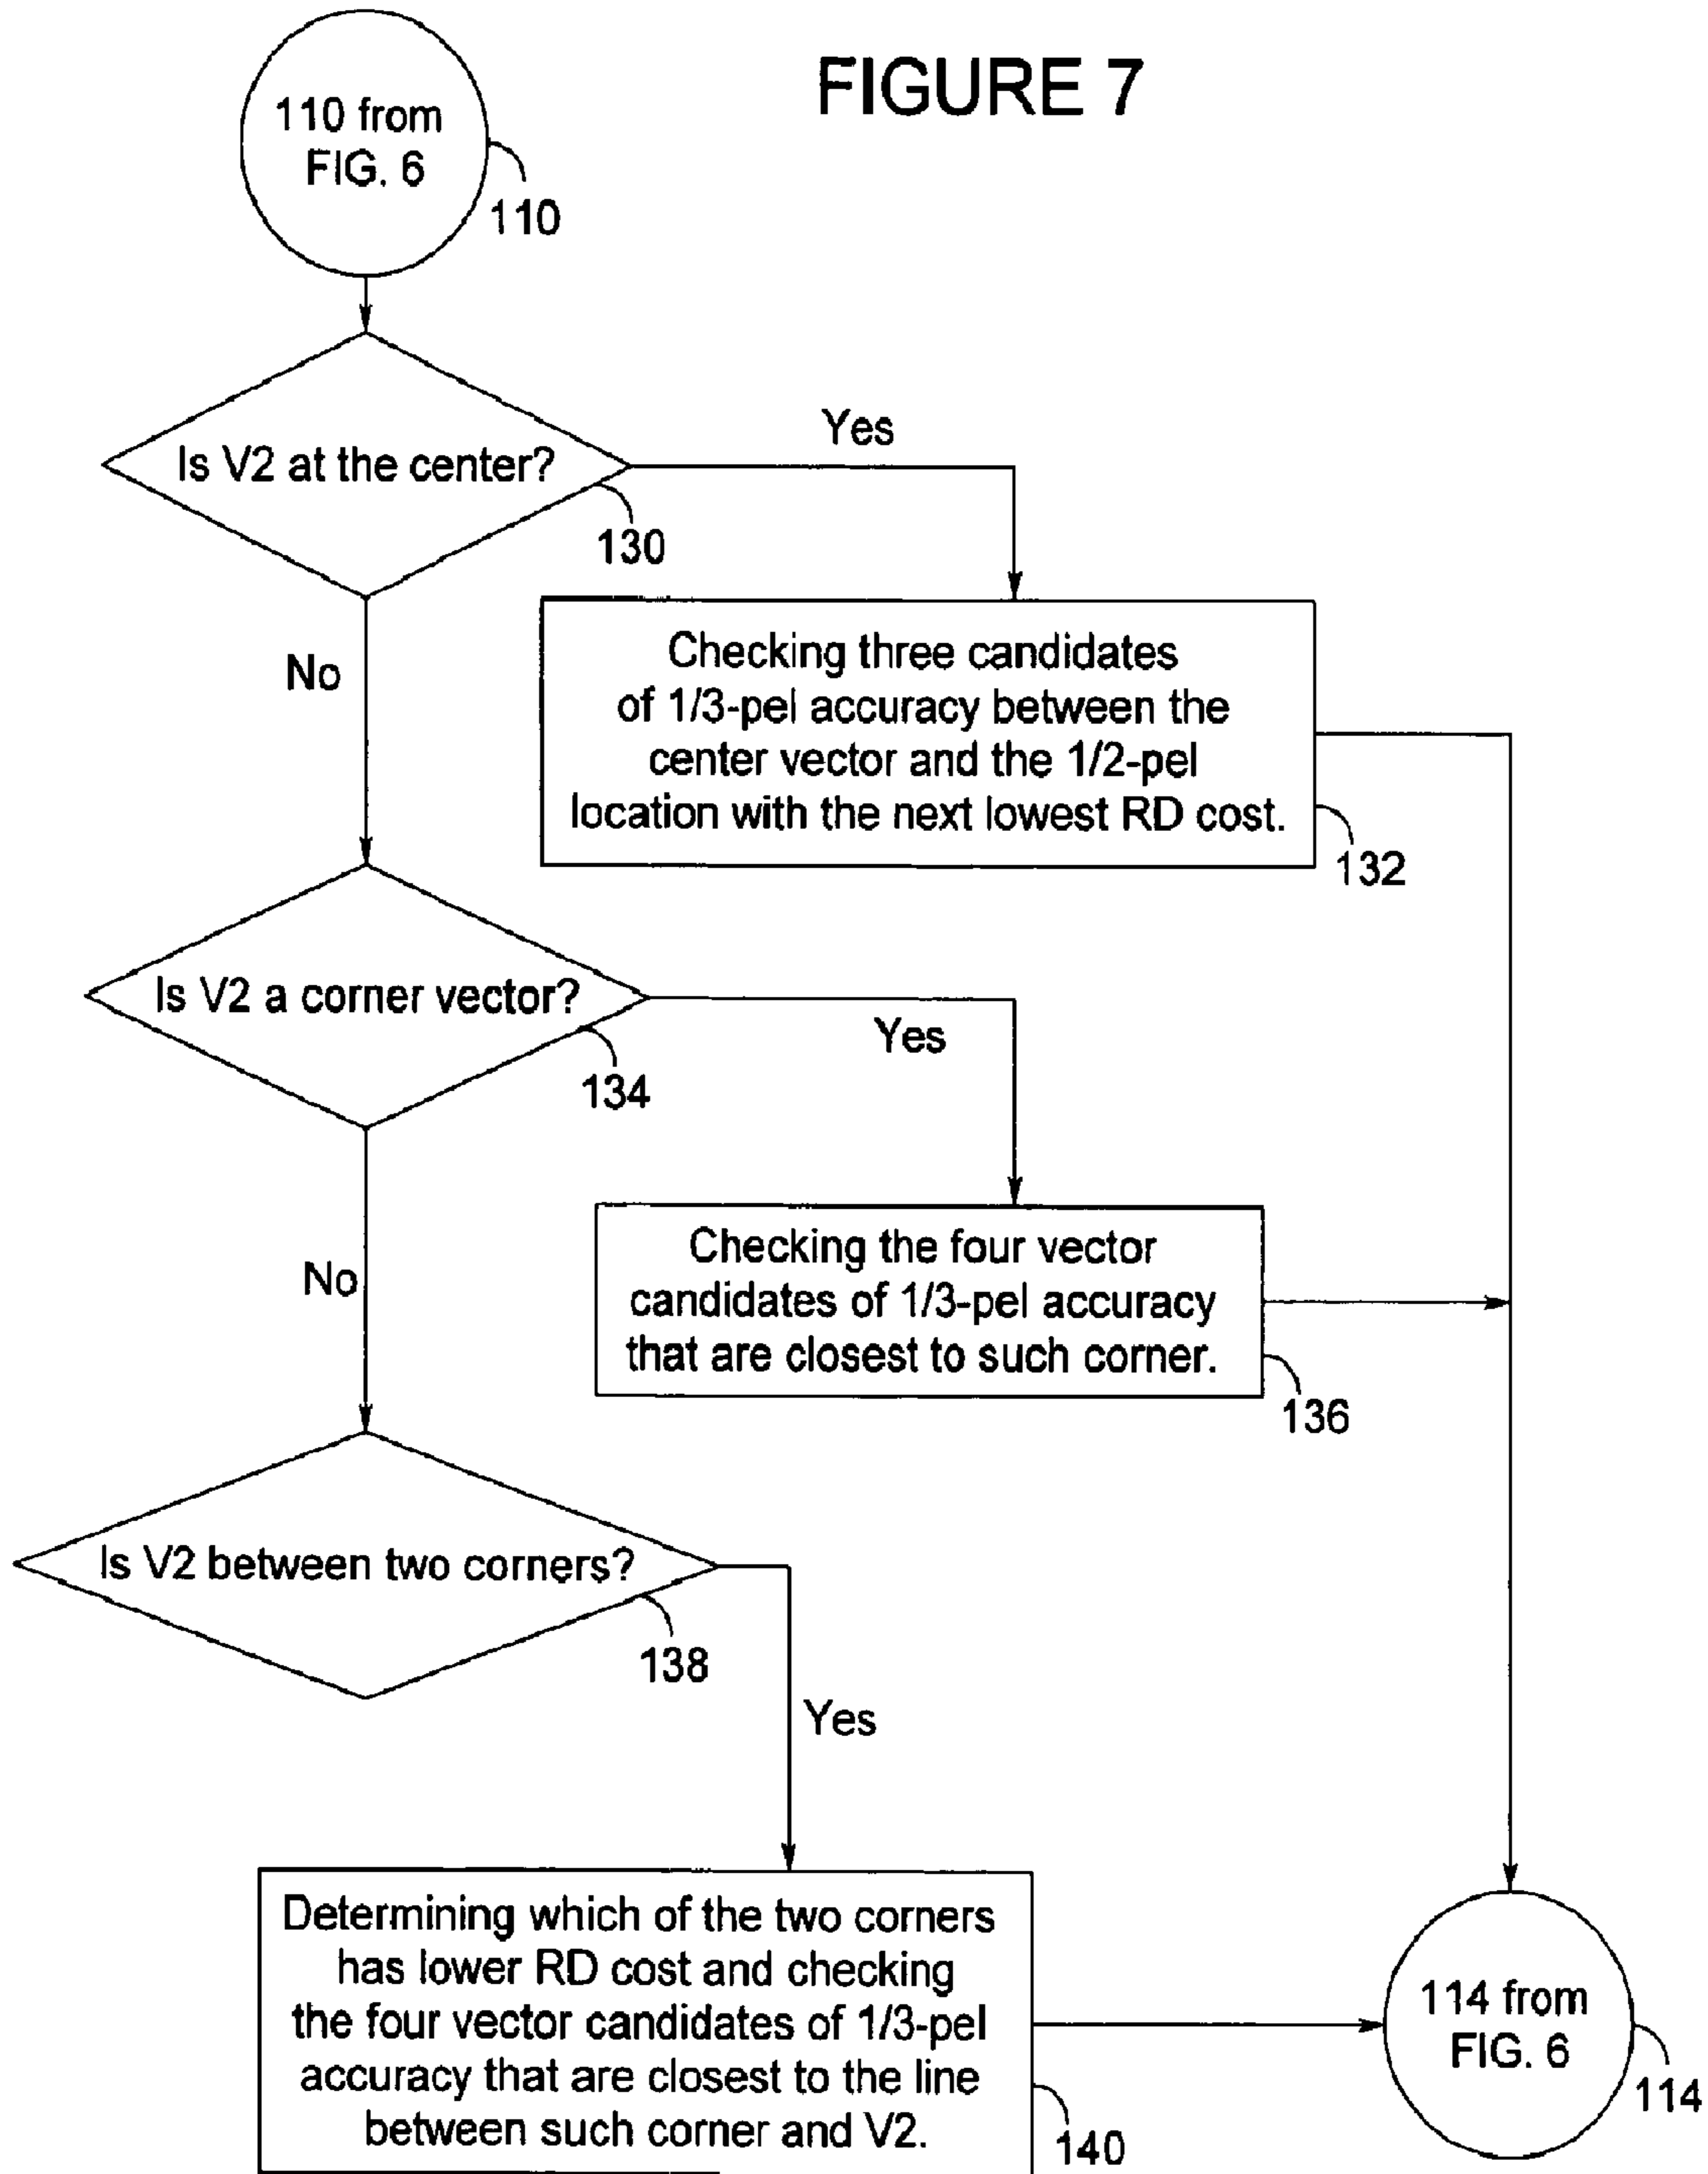 FIGURE 7
110 from
FIG. 6
110
Is V2 at the center?
Yes
130
No
Checking three candidates
of 1/3-pel accuracy between the
center vector and the 1/2-pel
location with the next lowest RD cost.
132
Is V2 a corner vector?
Yes
134
No
Checking the four vector
candidates of 1/3-pel accuracy
that are closest to such corner.
136
Is V2 between two corners?
138
Yes
Determining which of the two corners
has lower RD cost and checking
the four vector candidates of 1/3-pel
accuracy that are closest to the line
between such corner and V2.
140
114 from
FIG. 6
114